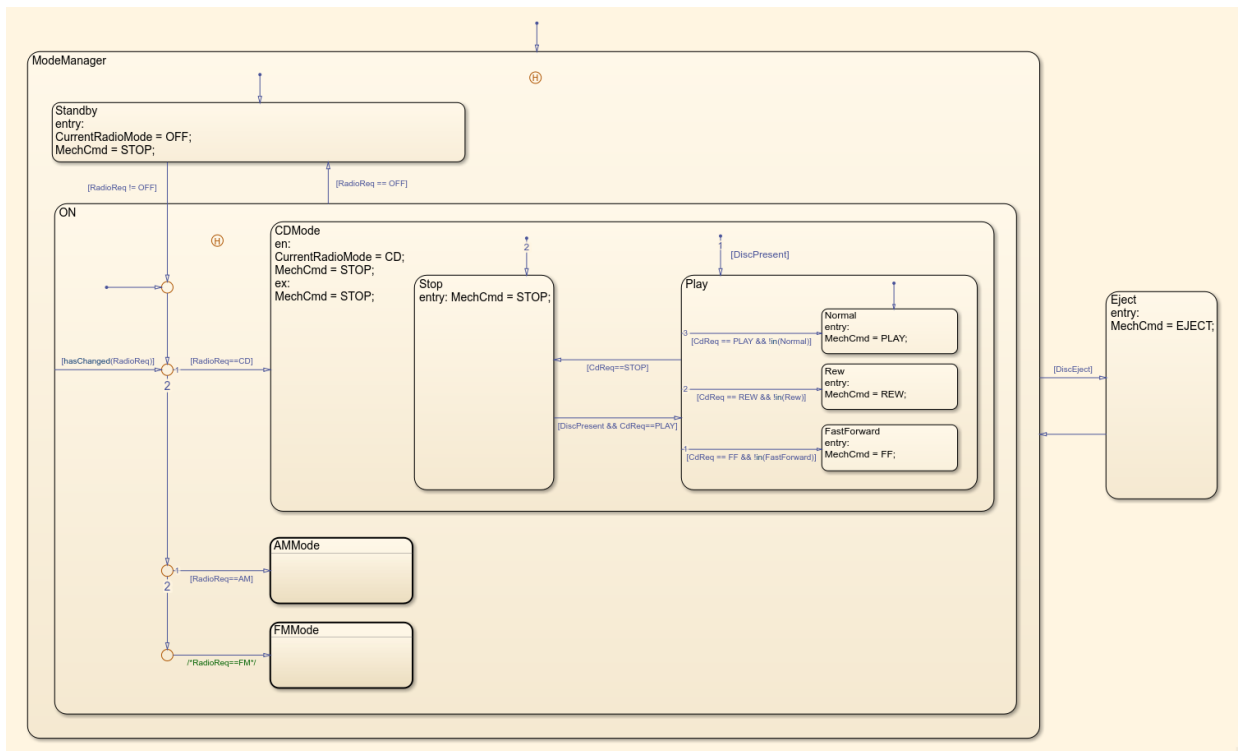 ModeManager
H
Standby
entry:
CurrentRadioMode = OFF;
MechCmd = STOP;
[RadioReq != OFF]
[RadioReq == OFF]
ON
H
CDMode
en:
CurrentRadioMode = CD;
MechCmd = STOP;
ex:
MechCmd = STOP;
2
1
[DiscPresent]
Stop
entry: MechCmd = STOP;
Play
Normal
entry:
MechCmd = PLAY;
3
[CdReq == PLAY && !in(Normal)]
[CdReq==STOP]
Rew
entry:
MechCmd = REW;
2
[CdReq == REW && !in(Rew)]
[DiscPresent && CdReq==PLAY]
FastForward
entry:
MechCmd = FF;
1
[CdReq == FF && !in(FastForward)]
[hasChanged(RadioReq)]
1
[RadioReq==CD]
2
AMMode
1
[RadioReq==AM]
2
FMMode
/*RadioReq==FM*/
[DiscEject]
Eject
entry:
MechCmd = EJECT;